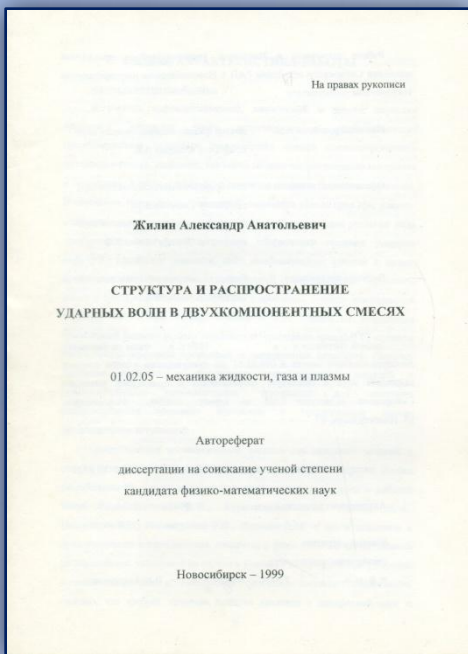 На правах рукописи
Жилин Александр Анатольевич
СТРУКТУРА И РАСПРОСТРАНЕНИЕ
УДАРНЫХ ВОЛН В ДВУХКОМПОНЕНТНЫХ СМЕСЯХ
01.02.05 – механика жидкости, газа и плазмы
Автореферат
диссертации на соискание ученой степени
кандидата физико-математических наук
Новосибирск – 1999